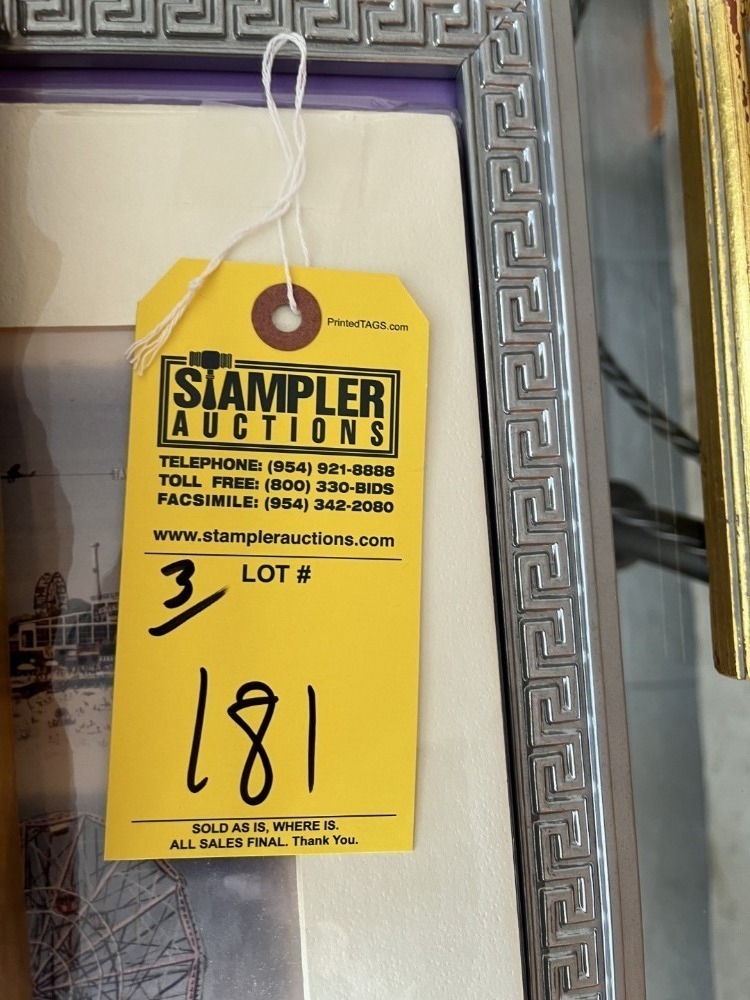 PrintedTAGS.com
STAMPLER
AUCTIONS
TELEPHONE: (954) 921-8888
TOLL FREE: (800) 330-BIDS
FACSIMILE: (954) 342-2080
www.stamplerauctions.com
3/ LOT #
181
SOLD AS IS, WHERE IS.
ALL SALES FINAL. Thank You.